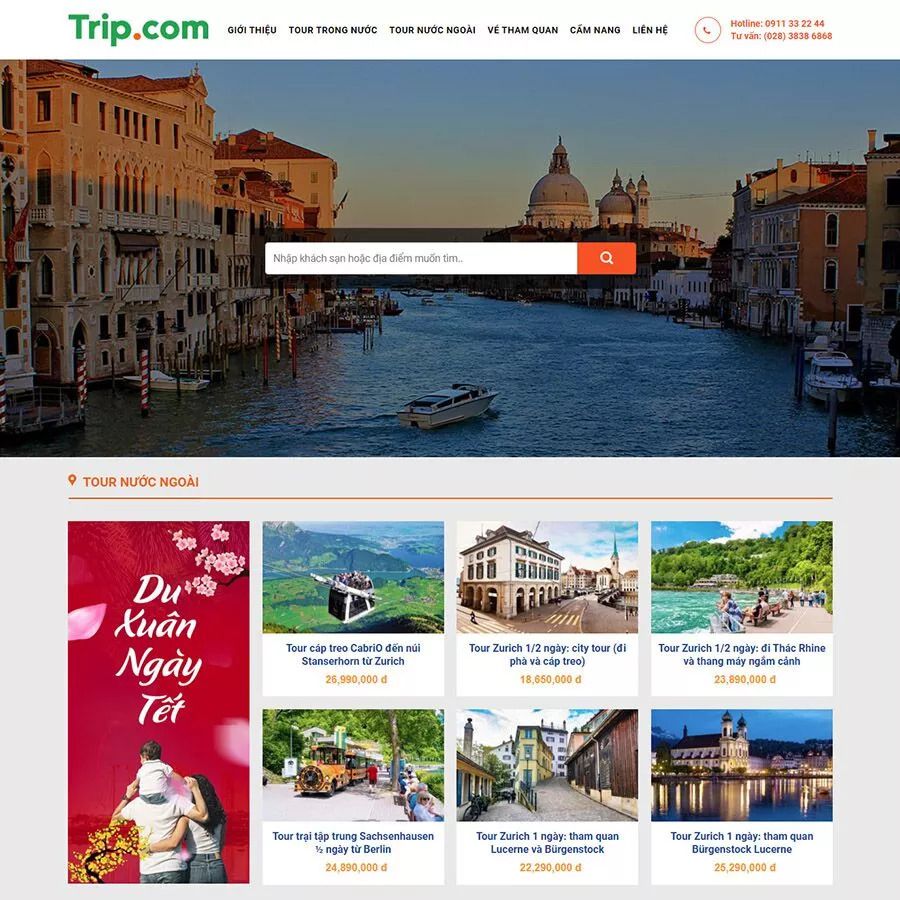 Trip.com
GIỚI THIỆU TOUR TRONG NƯỚC TOUR NƯỚC NGOÀI VÉ THAM QUAN CẨM NANG LIÊN HỆ
Hotline: 0911 33 22 44
Tư vấn: (028) 3838 6868
Nhập khách sạn hoặc địa điểm muốn tìm..
TOUR NƯỚC NGOÀI
Du
Xuân
Ngày
Tết
Tour cáp treo CabriO đến núi
Stanserhorn từ Zurich
26,990,000 đ
Tour Zurich 1/2 ngày: city tour (đi
phà và cáp treo)
18,650,000 đ
Tour Zurich 1/2 ngày: đi Thác Rhine
và thang máy ngắm cảnh
23,890,000 đ
Tour trại tập trung Sachsenhausen
½ ngày từ Berlin
24,890,000 đ
Tour Zurich 1 ngày: tham quan
Lucerne và Bürgenstock
22,290,000 đ
Tour Zurich 1 ngày: tham quan
Bürgenstock Lucerne
25,290,000 đ